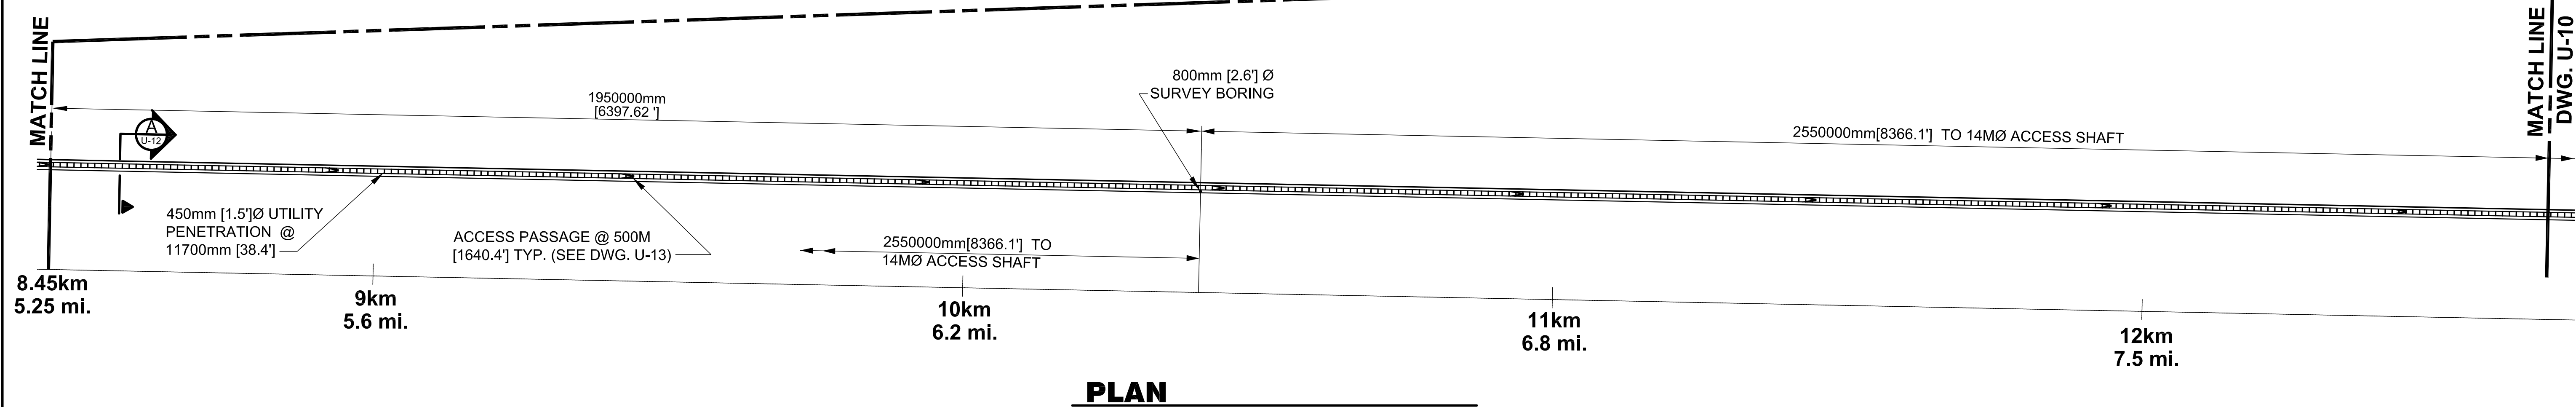 MATCH LINE
1950000mm
[6397.62 ']
800mm [2.6'] Ø
SURVEY BORING
2550000mm[8366.1'] TO 14MØ ACCESS SHAFT
MATCH LINE
DWG. U-10
A
U-12
450mm [1.5']Ø UTILITY
PENETRATION @
11700mm [38.4']
ACCESS PASSAGE @ 500M
[1640.4'] TYP. (SEE DWG. U-13)
2550000mm[8366.1'] TO
14MØ ACCESS SHAFT
8.45km
5.25 mi.
9km
5.6 mi.
10km
6.2 mi.
11km
6.8 mi.
12km
7.5 mi.
PLAN